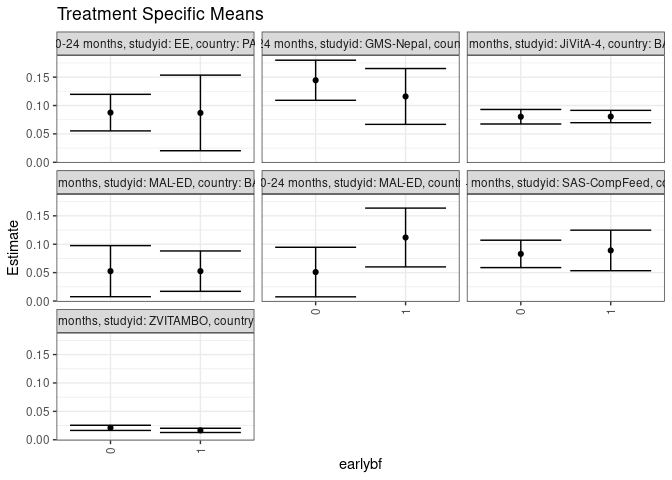 Treatment Specific Means
0-24 months, studyid: EE, country: PA
24 months, studyid: GMS-Nepal, coun
studyid: JiVitA-4, country: BA
0.15
0.10
0.05
0.00
months, studyid: MAL-ED, country: BA
0-24 months, studyid: MAL-ED, count
months, studyid: SAS-CompFeed, co
0.15
0.10
0.05
0.00
Estimate
0 1
0 1
months, studyid: ZVITAMBO, country
0.15
0.10
0.05
0.00
0 1
earlybf